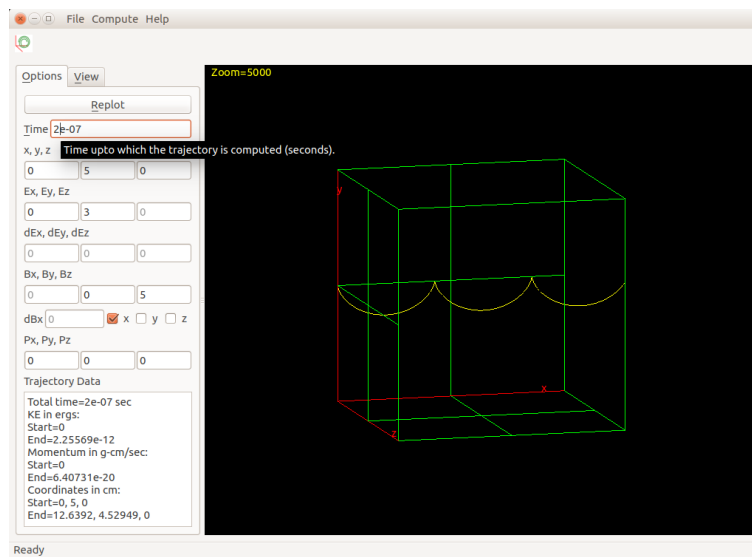 File Compute Help
Zoom=5000
Options View
Replot
Time 2e-07
Time upto which the trajectory is computed (seconds).
x, y, z
0 5 0
Ex, Ey, Ez
0 3 0
dEx, dEy, dEz
0 0 0
Bx, By, Bz
0 0 5
dBx 0 x y z
Px, Py, Pz
0 0 0
Trajectory Data
Total time=2e-07 sec
KE in ergs:
Start=0
End=2.25569e-12
Momentum in g-cm/sec:
Start=0
End=6.40731e-20
Coordinates in cm:
Start=0, 5, 0
End=12.6392, 4.52949, 0
y
x
z
Ready